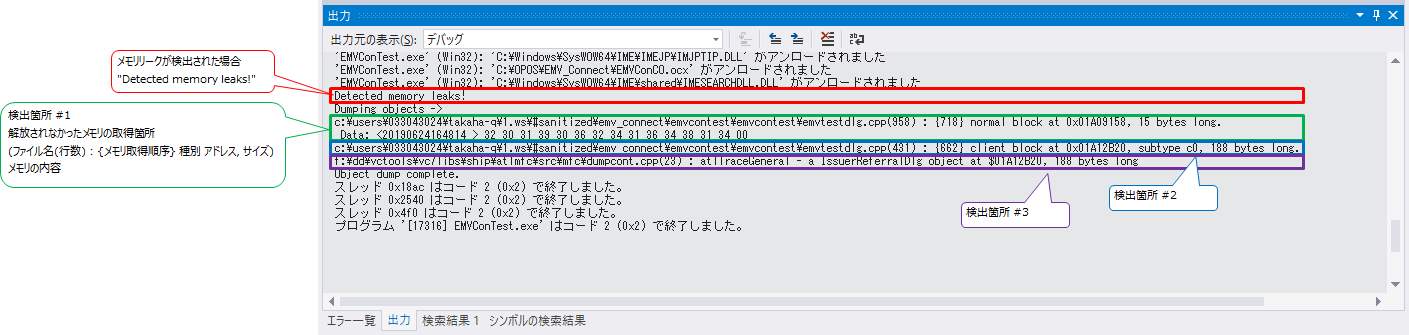 出力
出力元の表示(S): デバッグ
'EMVConTest.exe' (Win32): 'C:¥Windows¥SysWOW64¥IME¥IMEJP¥IMJPTIP.DLL' がアンロードされました
'EMVConTest.exe' (Win32): 'C:¥OPOS¥EMV_Connect¥EMVConCO.ocx' がアンロードされました
'EMVConTest.exe' (Win32): 'C:¥Windows¥SysWOW64¥IME¥shared¥IMESEARCHDLL.DLL' がアンロードされました
Detected memory leaks!
Dumping objects ->
c:¥users¥033043024¥takaha-q¥1.ws¥#sanitized¥emv_connect¥emvcontest¥emvcontest¥emvtestdlg.cpp(958) : {718} normal block at 0x01A09158, 15 bytes long.
Data: <20190624164814 > 32 30 31 39 30 36 32 34 31 36 34 38 31 34 00
c:¥users¥033043024¥takaha-q¥1.ws¥#sanitized¥emv_connect¥emvcontest¥emvcontest¥emvtestdlg.cpp(431) : {662} client block at 0x01A12B20, subtype c0, 188 bytes long.
f:¥dd¥vctools¥vc7libs¥ship¥atlmfc¥src¥mfc¥dumpcont.cpp(23) : atlTraceGeneral - a IssuerReferralDlg object at $01A12B20, 188 bytes long
Object dump complete.
スレッド 0x18ac はコード 2 (0x2) で終了しました。
スレッド 0x2540 はコード 2 (0x2) で終了しました。
スレッド 0x4f0 はコード 2 (0x2) で終了しました。
プログラム '[17316] EMVConTest.exe' はコード 2 (0x2) で終了しました。
メモリリークが検出された場合
"Detected memory leaks!"
検出箇所 #1
解放されなかったメモリの取得箇所
(ファイル名(行数) : {メモリ取得順序} 種別 アドレス, サイズ)
メモリの内容
検出箇所 #2
検出箇所 #3
エラー一覧 出力 検索結果 1 シンボルの検索結果